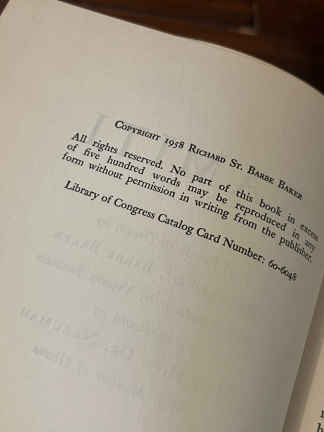 Copyright 1958 Richard St. Barbe Baker
All rights reserved. No part of this book in excess
of five hundred words may be reproduced in any
form without permission in writing from the publisher.
Library of Congress Catalog Card Number: 60-6048